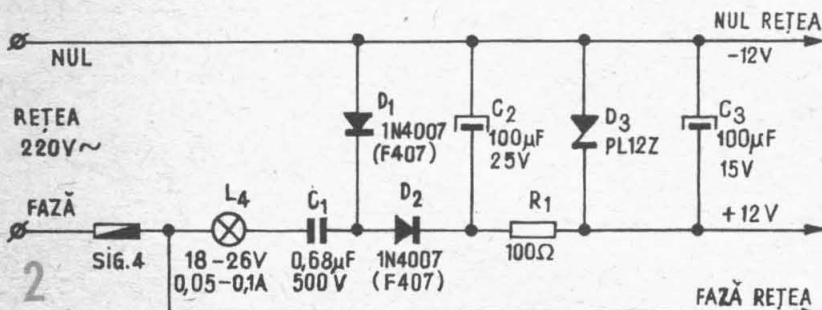 NUL REȚEA
-12V
NUL
REȚEA
220V~
D1
1N4007
(F407)
C2
100µF
25V
D3
PL12Z
C3
100µF
15V
FAZĂ
SIG.4
L4
18-26V
0,05-0,1A
C1
0,68µF
500V
D2
1N4007
(F407)
R1
100Ω
+12V
2
FAZĂ REȚEA